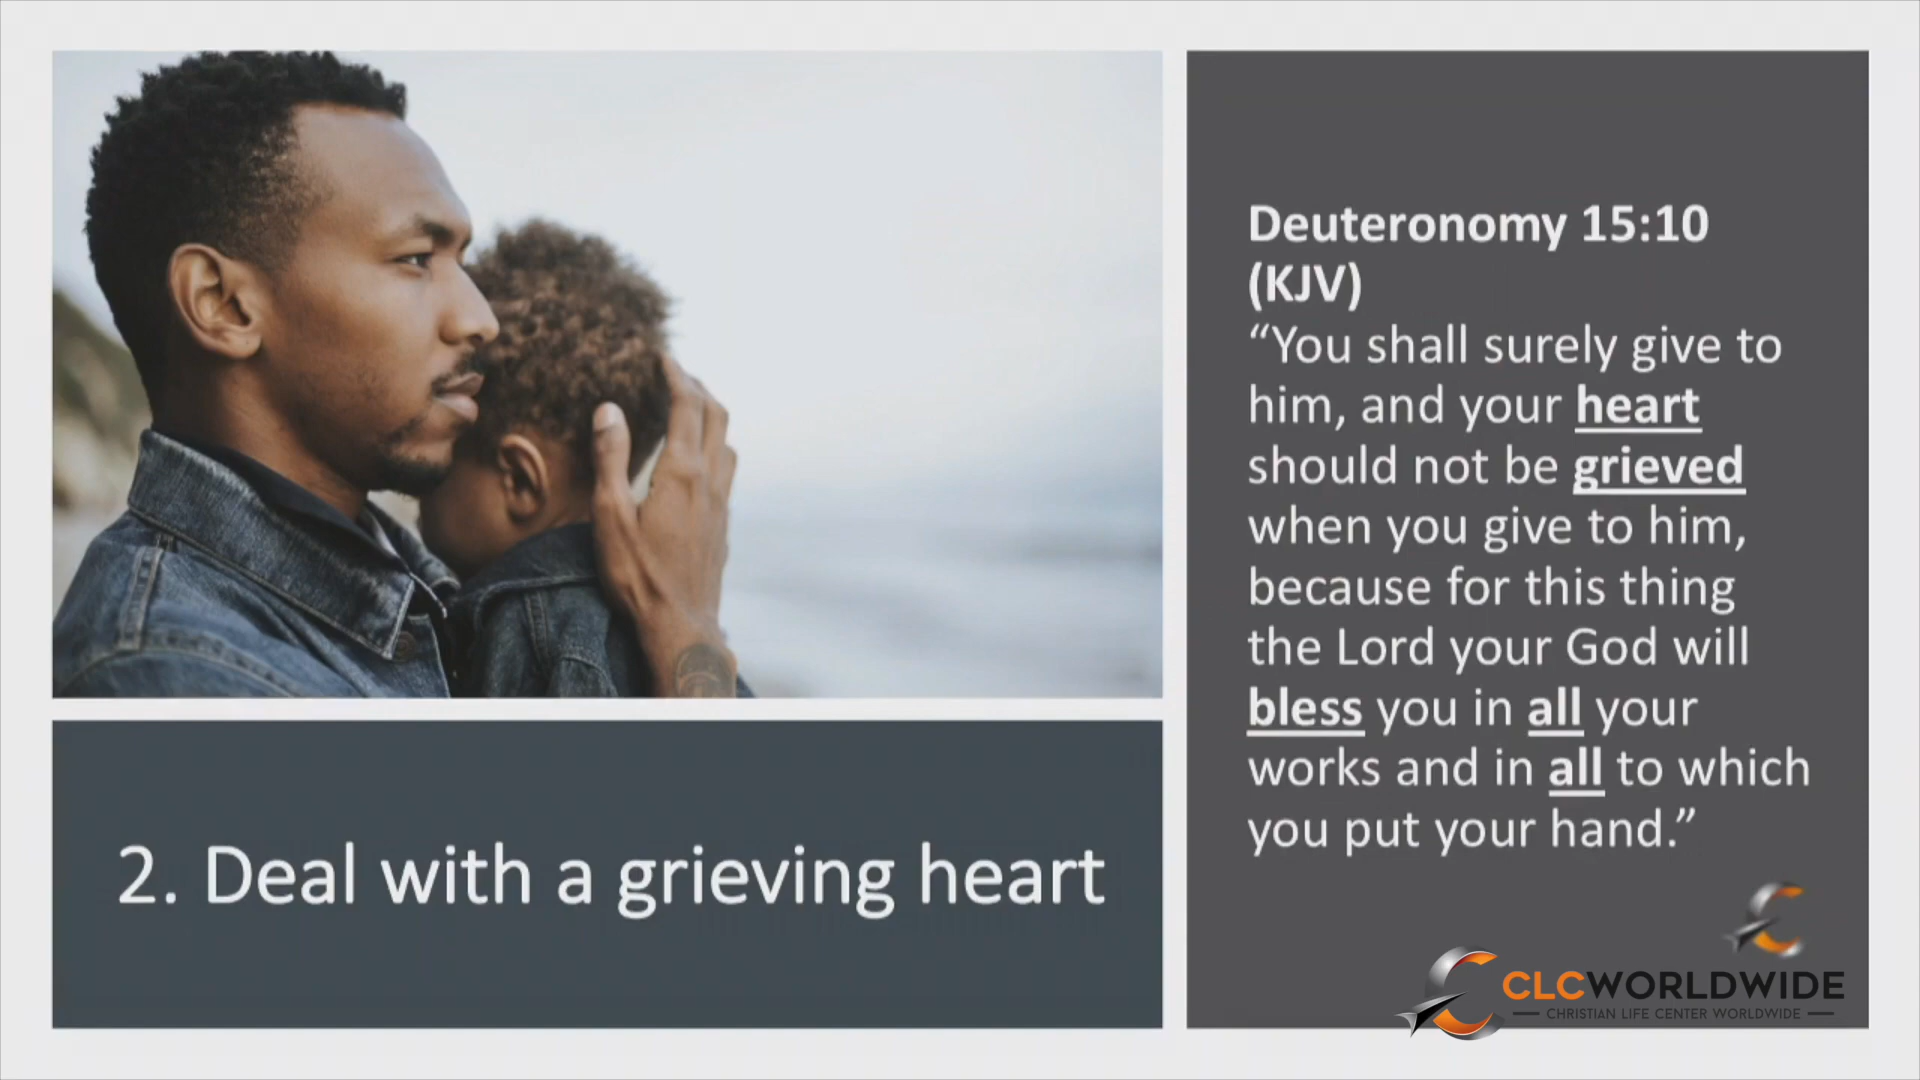 2. Deal with a grieving heart
Deuteronomy 15:10
(KJV)
“You shall surely give to
him, and your heart
should not be grieved
when you give to him,
because for this thing
the Lord your God will
bless you in all your
works and in all to which
you put your hand.”
CLCWORLDWIDE
CHRISTIAN LIFE CENTER WORLDWIDE